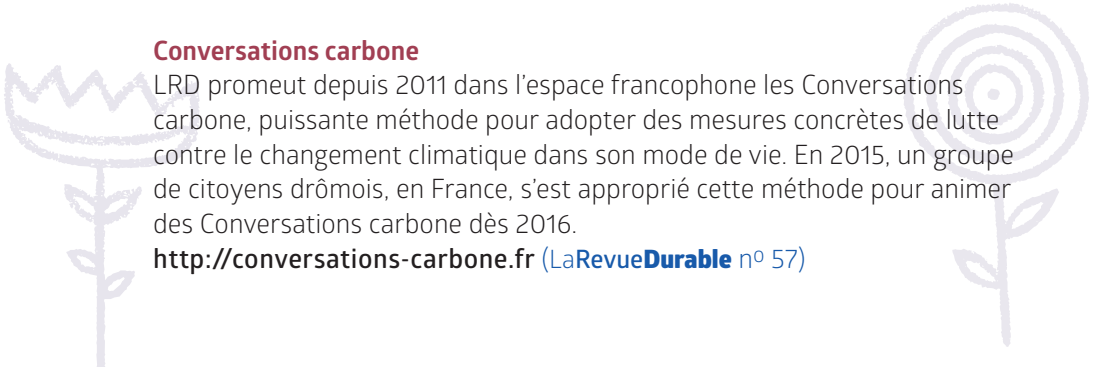 Conversations carbone
LRD promeut depuis 2011 dans l’espace francophone les Conversations
carbone, puissante méthode pour adopter des mesures concrètes de lutte
contre le changement climatique dans son mode de vie. En 2015, un groupe
de citoyens drômois, en France, s’est approprié cette méthode pour animer
des Conversations carbone dès 2016.
http://conversations-carbone.fr (LaRevueDurable nº 57)